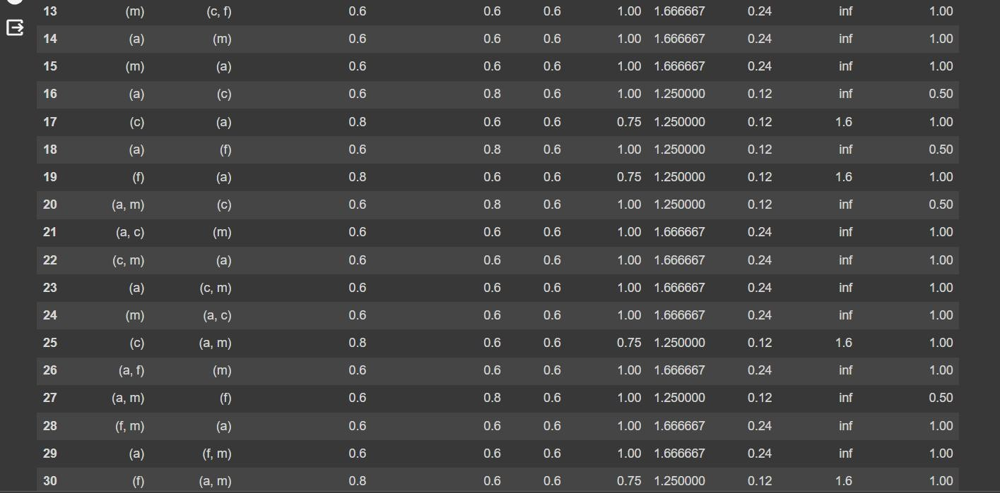 13 (m) (c, f) 0.6 0.6 0.6 1.00 1.666667 0.24 inf 1.00
14 (a) (m) 0.6 0.6 0.6 1.00 1.666667 0.24 inf 1.00
15 (m) (a) 0.6 0.6 0.6 1.00 1.666667 0.24 inf 1.00
16 (a) (c) 0.6 0.8 0.6 1.00 1.250000 0.12 inf 0.50
17 (c) (a) 0.8 0.6 0.6 0.75 1.250000 0.12 1.6 1.00
18 (a) (f) 0.6 0.8 0.6 1.00 1.250000 0.12 inf 0.50
19 (f) (a) 0.8 0.6 0.6 0.75 1.250000 0.12 1.6 1.00
20 (a, m) (c) 0.6 0.8 0.6 1.00 1.250000 0.12 inf 0.50
21 (a, c) (m) 0.6 0.6 0.6 1.00 1.666667 0.24 inf 1.00
22 (c, m) (a) 0.6 0.6 0.6 1.00 1.666667 0.24 inf 1.00
23 (a) (c, m) 0.6 0.6 0.6 1.00 1.666667 0.24 inf 1.00
24 (m) (a, c) 0.6 0.6 0.6 1.00 1.666667 0.24 inf 1.00
25 (c) (a, m) 0.8 0.6 0.6 0.75 1.250000 0.12 1.6 1.00
26 (a, f) (m) 0.6 0.6 0.6 1.00 1.666667 0.24 inf 1.00
27 (a, m) (f) 0.6 0.8 0.6 1.00 1.250000 0.12 inf 0.50
28 (f, m) (a) 0.6 0.6 0.6 1.00 1.666667 0.24 inf 1.00
29 (a) (f, m) 0.6 0.6 0.6 1.00 1.666667 0.24 inf 1.00
30 (f) (a, m) 0.8 0.6 0.6 0.75 1.250000 0.12 1.6 1.00